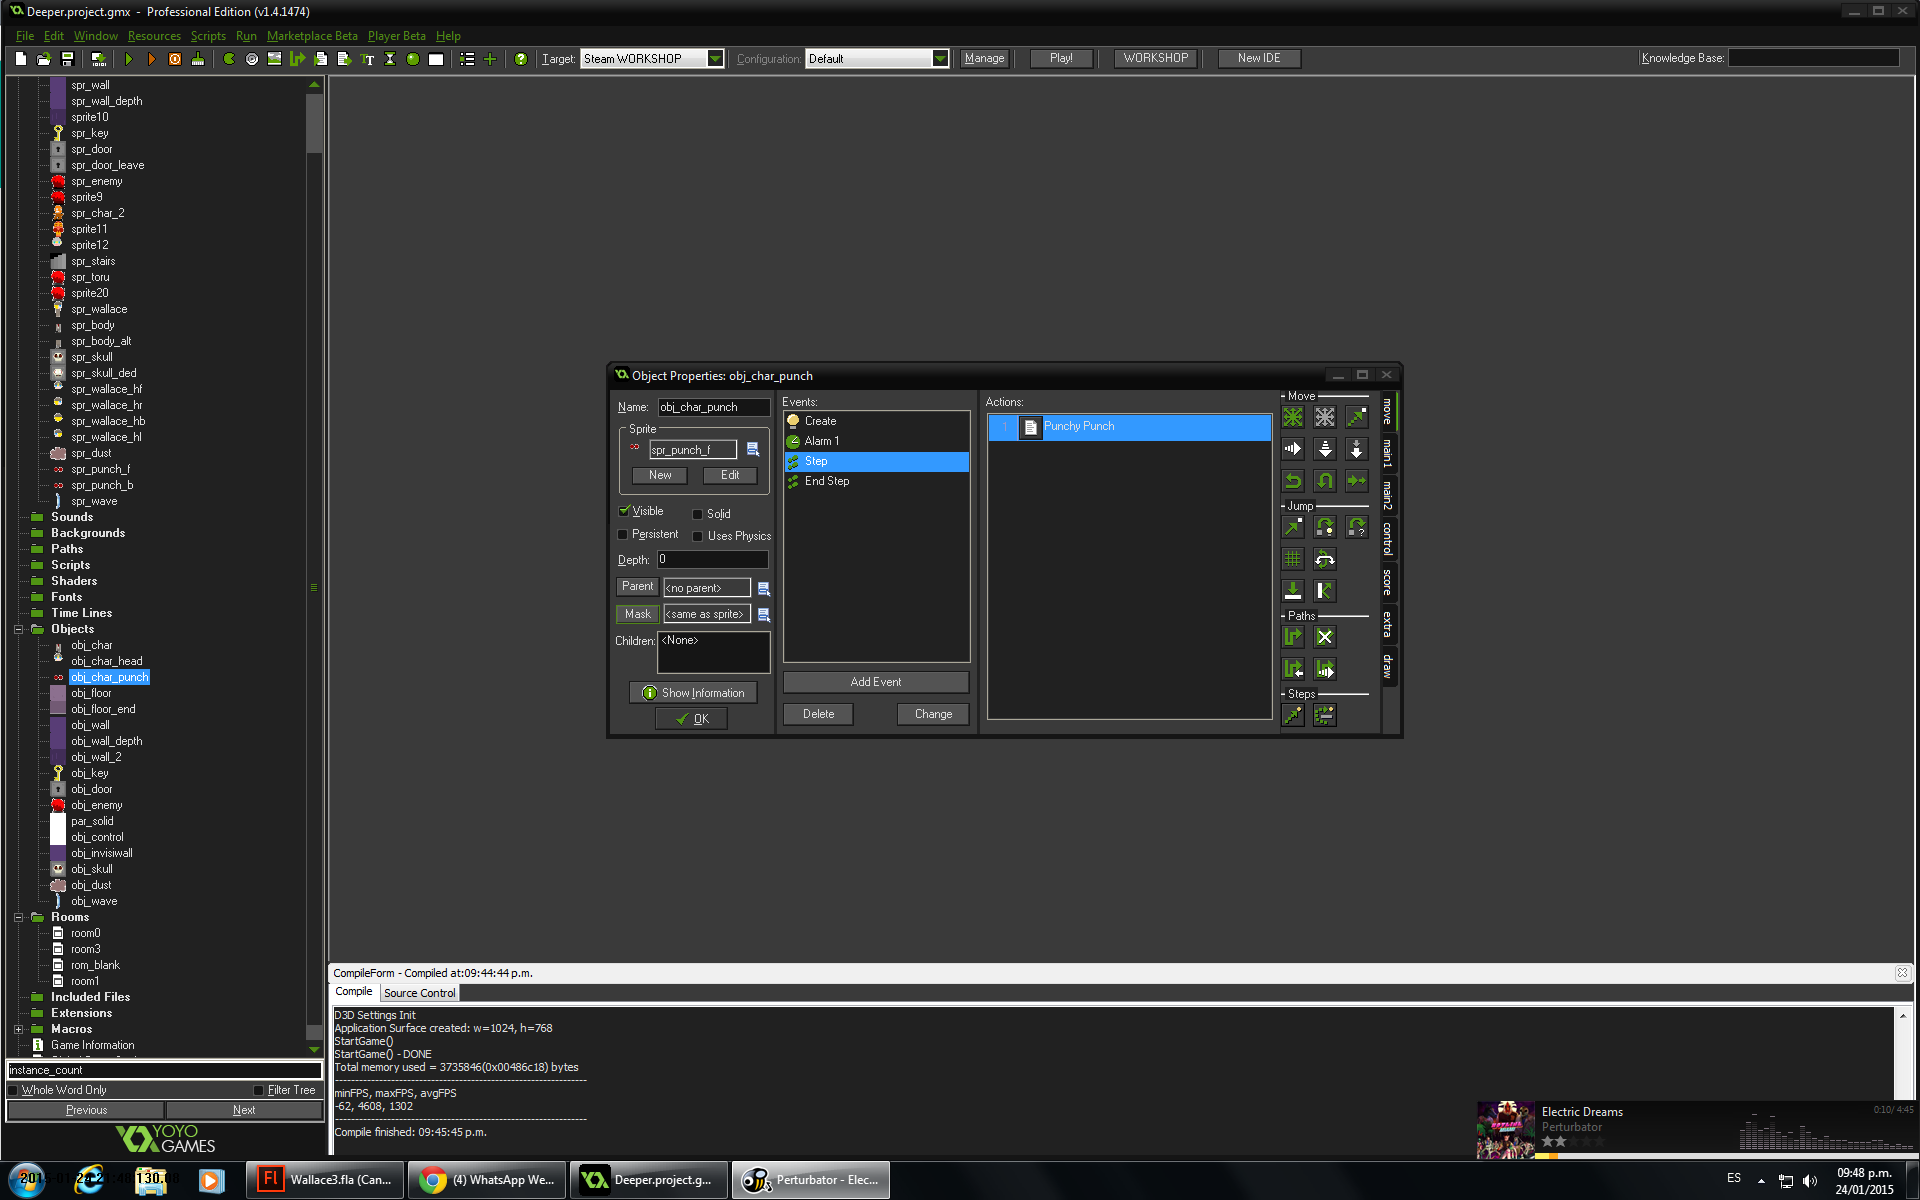 Deeper.project.gmx - Professional Edition (v1.4.1474)
File Edit Window Resources Scripts Run Marketplace Beta Player Beta Help
Target: Steam WORKSHOP Configuration: Default Manage Play! WORKSHOP New IDE Knowledge Base:
spr_wall
spr_wall_depth
sprite10
spr_key
spr_door
spr_door_leave
spr_enemy
sprite9
spr_char_2
sprite11
sprite12
spr_stairs
spr_toru
sprite20
spr_wallace
spr_body
spr_body_alt
spr_skull
spr_skull_ded
spr_wallace_hf
spr_wallace_hr
spr_wallace_hb
spr_wallace_hl
spr_dust
spr_punch_f
spr_punch_b
spr_wave
Sounds
Backgrounds
Paths
Scripts
Shaders
Fonts
Time Lines
Objects
obj_char
obj_char_head
obj_char_punch
obj_floor
obj_floor_end
obj_wall
obj_wall_depth
obj_wall_2
obj_key
obj_door
obj_enemy
par_solid
obj_control
obj_invisiwall
obj_skull
obj_dust
obj_wave
Rooms
room0
room3
rom_blank
room1
Included Files
Extensions
Macros
Game Information
instance_count
Whole Word Only Filter Tree
Previous Next
YOYO
GAMES
Object Properties: obj_char_punch
Name: obj_char_punch
Sprite
spr_punch_f
New Edit
Visible Solid
Persistent Uses Physics
Depth: 0
Parent <no parent>
Mask <same as sprite>
Children: <None>
Show Information
OK
Events:
Create
Alarm 1
Step
End Step
Add Event
Delete Change
Actions:
1 Punchy Punch
Move
Jump
Paths
Steps
move
main1
main2
control
score
extra
draw
CompileForm - Compiled at:09:44:44 p.m.
Compile Source Control
D3D Settings Init
Application Surface created: w=1024, h=768
StartGame()
StartGame() - DONE
Total memory used = 3735846(0x00486c18) bytes
minFPS, maxFPS, avgFPS
-62, 4608, 1302
Compile finished: 09:45:45 p.m.
Electric Dreams 0:10/ 4:45
Perturbator
Fl Wallace3.fla (Can... (4) WhatsApp We... Deeper.project.g... Perturbator - Elec...
ES
09:48 p.m.
24/01/2015